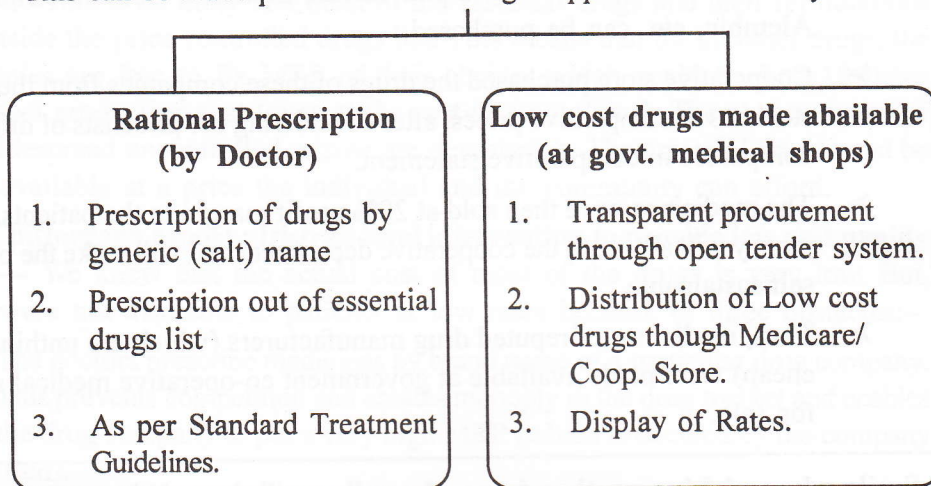 Rational Prescription
(by Doctor)
1. Prescription of drugs by
generic (salt) name
2. Prescription out of essential
drugs list
3. As per Standard Treatment
Guidelines.
Low cost drugs made abailable
(at govt. medical shops)
1. Transparent procurement
through open tender system.
2. Distribution of Low cost
drugs though Medicare/
Coop. Store.
3. Display of Rates.